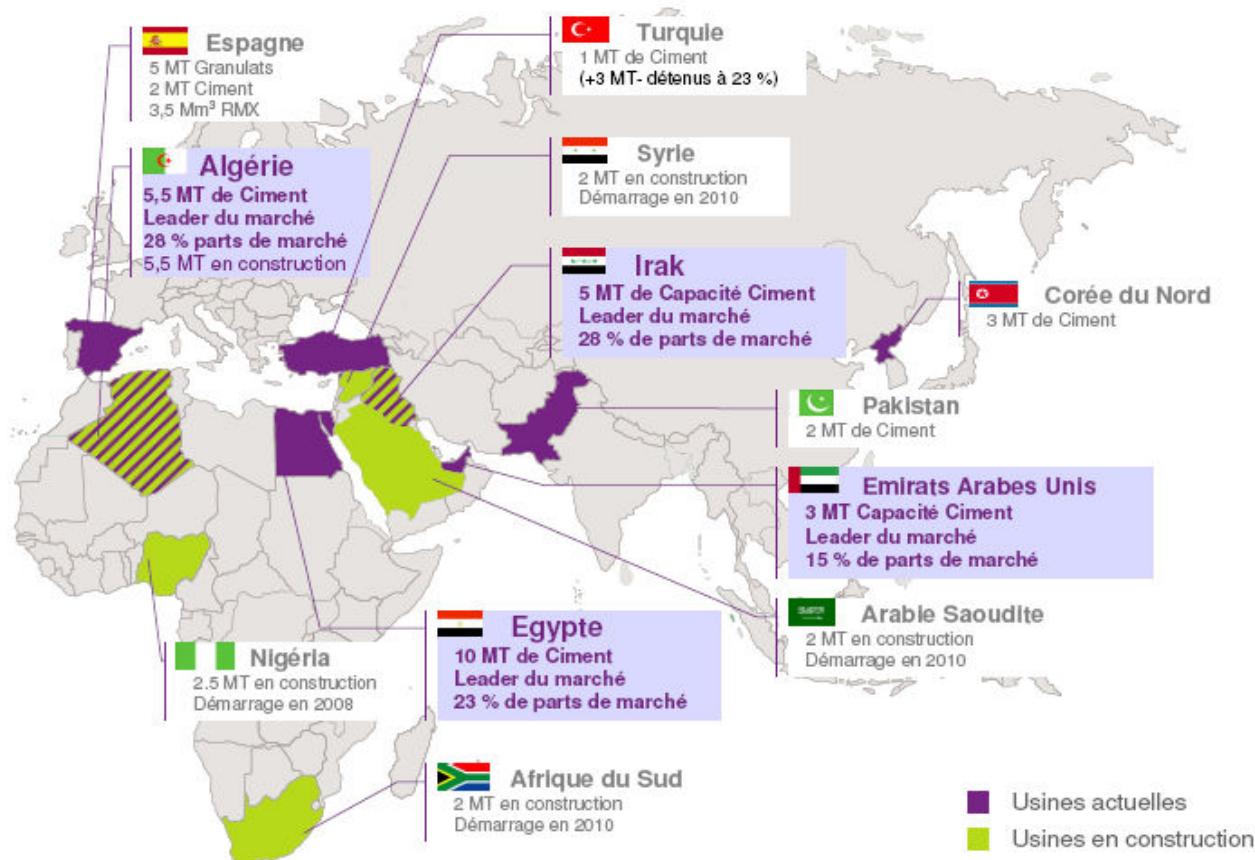 Espagne
5 MT Granulats
2 MT Ciment
3,5 Mm³ RMX
Turquie
1 MT de Ciment
(+3 MT- détenus à 23 %)
Algérie
5,5 MT de Ciment
Leader du marché
28 % parts de marché
5,5 MT en construction
Syrie
2 MT en construction
Démarrage en 2010
Irak
5 MT de Capacité Ciment
Leader du marché
28 % de parts de marché
Corée du Nord
3 MT de Ciment
Pakistan
2 MT de Ciment
Emirats Arabes Unis
3 MT Capacité Ciment
Leader du marché
15 % de parts de marché
Arabie Saoudite
2 MT en construction
Démarrage en 2010
Egypte
10 MT de Ciment
Leader du marché
23 % de parts de marché
Nigéria
2.5 MT en construction
Démarrage en 2008
Afrique du Sud
2 MT en construction
Démarrage en 2010
Usines actuelles
Usines en construction